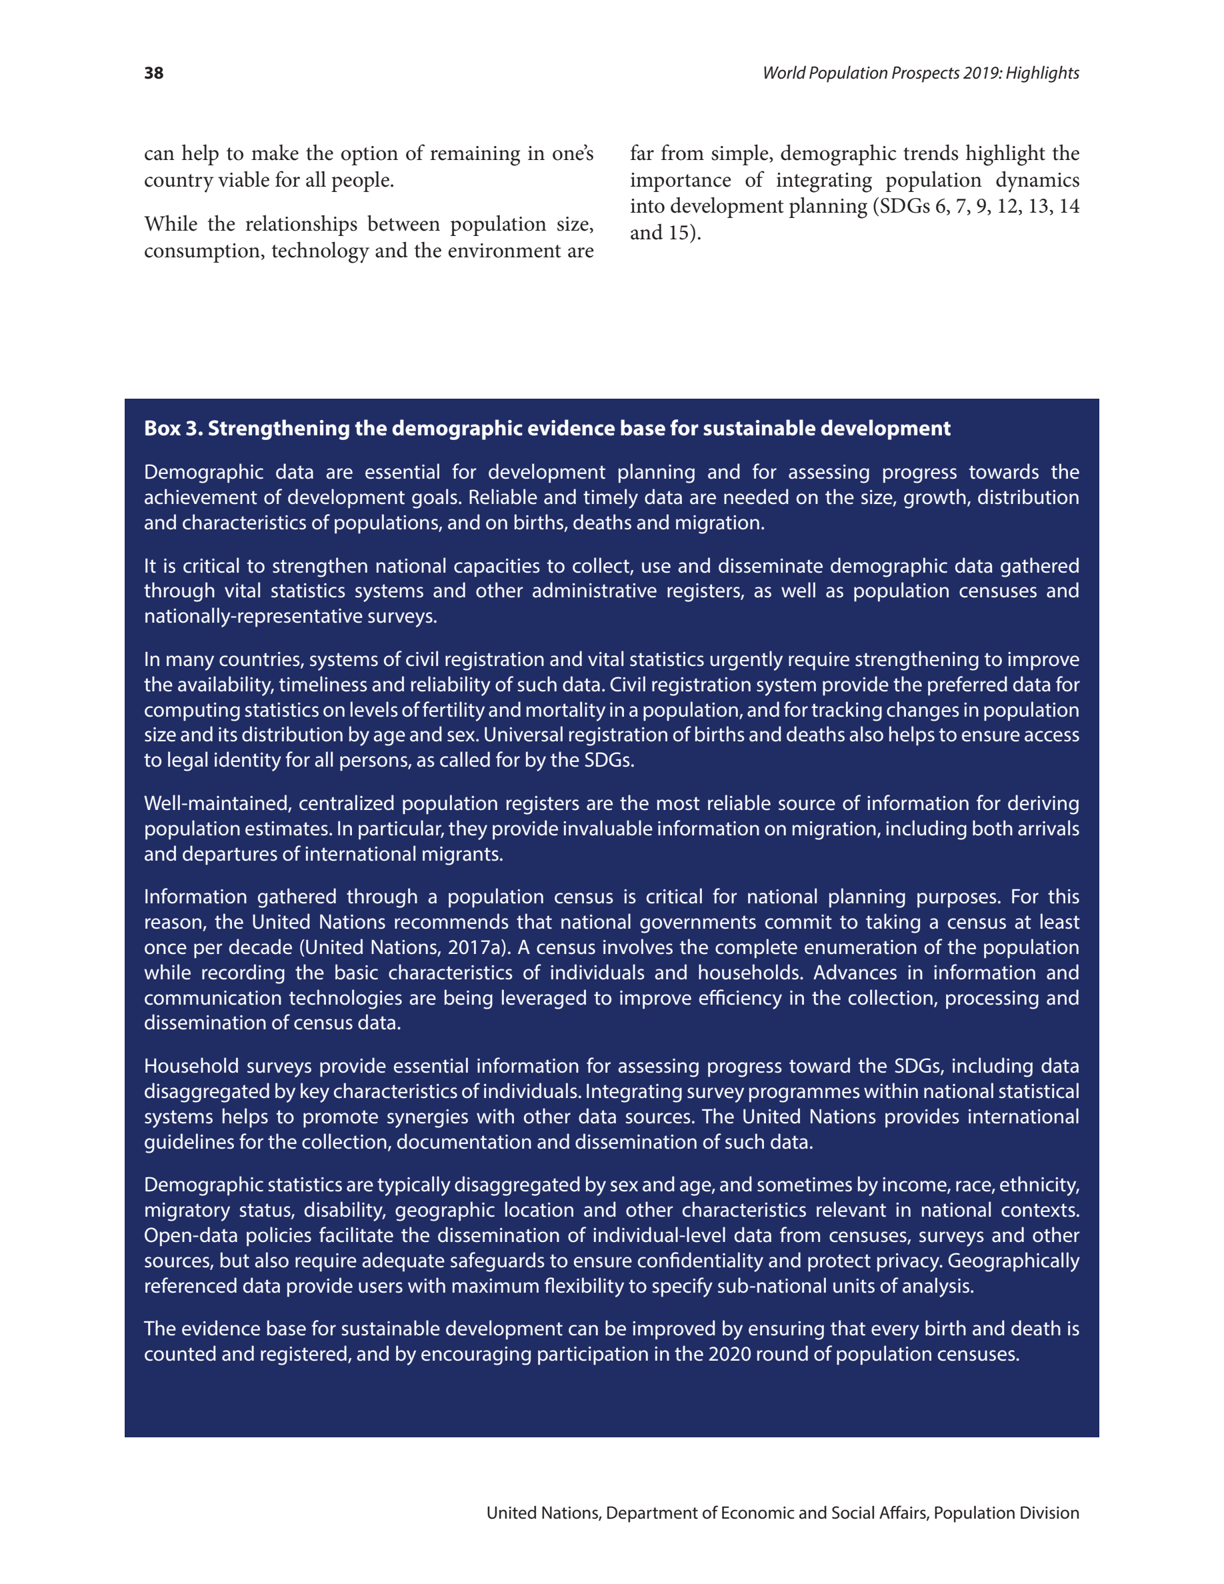 38
World Population Prospects 2019: Highlights
can help to make the option of remaining in one’s
country viable for all people.
While the relationships between population size,
consumption, technology and the environment are
far from simple, demographic trends highlight the
importance of integrating population dynamics
into development planning (SDGs 6, 7, 9, 12, 13, 14
and 15).
Box 3. Strengthening the demographic evidence base for sustainable development
Demographic data are essential for development planning and for assessing progress towards the
achievement of development goals. Reliable and timely data are needed on the size, growth, distribution
and characteristics of populations, and on births, deaths and migration.
It is critical to strengthen national capacities to collect, use and disseminate demographic data gathered
through vital statistics systems and other administrative registers, as well as population censuses and
nationally-representative surveys.
In many countries, systems of civil registration and vital statistics urgently require strengthening to improve
the availability, timeliness and reliability of such data. Civil registration system provide the preferred data for
computing statistics on levels of fertility and mortality in a population, and for tracking changes in population
size and its distribution by age and sex. Universal registration of births and deaths also helps to ensure access
to legal identity for all persons, as called for by the SDGs.
Well-maintained, centralized population registers are the most reliable source of information for deriving
population estimates. In particular, they provide invaluable information on migration, including both arrivals
and departures of international migrants.
Information gathered through a population census is critical for national planning purposes. For this
reason, the United Nations recommends that national governments commit to taking a census at least
once per decade (United Nations, 2017a). A census involves the complete enumeration of the population
while recording the basic characteristics of individuals and households. Advances in information and
communication technologies are being leveraged to improve efficiency in the collection, processing and
dissemination of census data.
Household surveys provide essential information for assessing progress toward the SDGs, including data
disaggregated by key characteristics of individuals. Integrating survey programmes within national statistical
systems helps to promote synergies with other data sources. The United Nations provides international
guidelines for the collection, documentation and dissemination of such data.
Demographic statistics are typically disaggregated by sex and age, and sometimes by income, race, ethnicity,
migratory status, disability, geographic location and other characteristics relevant in national contexts.
Open-data policies facilitate the dissemination of individual-level data from censuses, surveys and other
sources, but also require adequate safeguards to ensure confidentiality and protect privacy. Geographically
referenced data provide users with maximum flexibility to specify sub-national units of analysis.
The evidence base for sustainable development can be improved by ensuring that every birth and death is
counted and registered, and by encouraging participation in the 2020 round of population censuses.
United Nations, Department of Economic and Social Affairs, Population Division